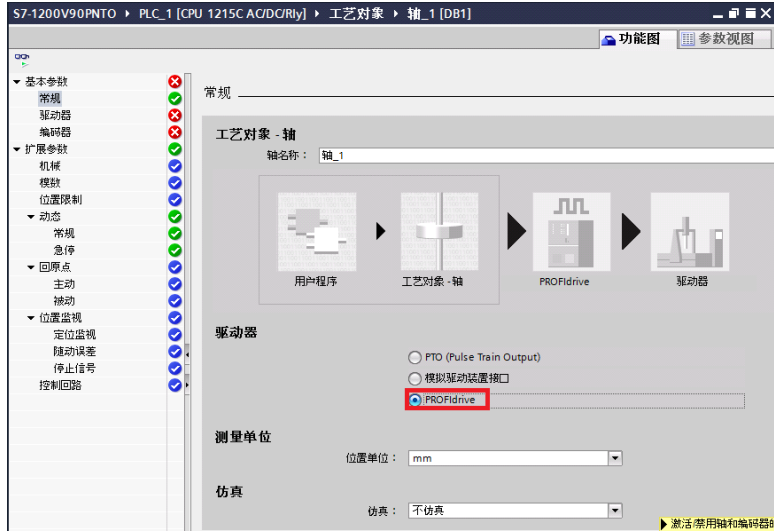 S7-1200V90PNTO ▸ PLC_1 [CPU 1215C AC/DC/Rly] ▸ 工艺对象 ▸ 轴_1 [DB1]
功能图 参数视图
基本参数
常规
驱动器
编码器
扩展参数
机械
模数
位置限制
动态
常规
急停
回原点
主动
被动
位置监视
定位监视
随动误差
停止信号
控制回路
常规
工艺对象 - 轴
轴名称： 轴_1
用户程序 工艺对象 -轴 PROFIdrive 驱动器
驱动器
PTO (Pulse Train Output)
模拟驱动装置接口
PROFIdrive
测量单位
位置单位： mm
仿真
仿真： 不仿真
激活/禁用轴和编码器的